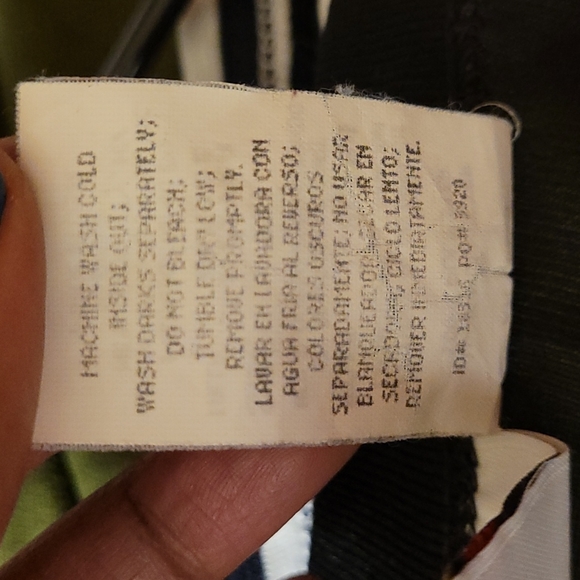 MACHINE WASH COLD
INSIDE OUT;
WASH DARKS SEPARATELY;
DO NOT BLEACH;
TUMBLE DRY LOW;
REMOVE PROMPTLY.
LAVAR EN LAVADORA CON
AGUA FRIA AL REVERSO;
COLORES OSCUROS
SEPARADAMENTE; NO USAR
BLANQUEADOR; SECAR EN
SECADORA, CICLO LENTO;
REMOVER INMEDIATAMENTE.
ID# PO# 5920